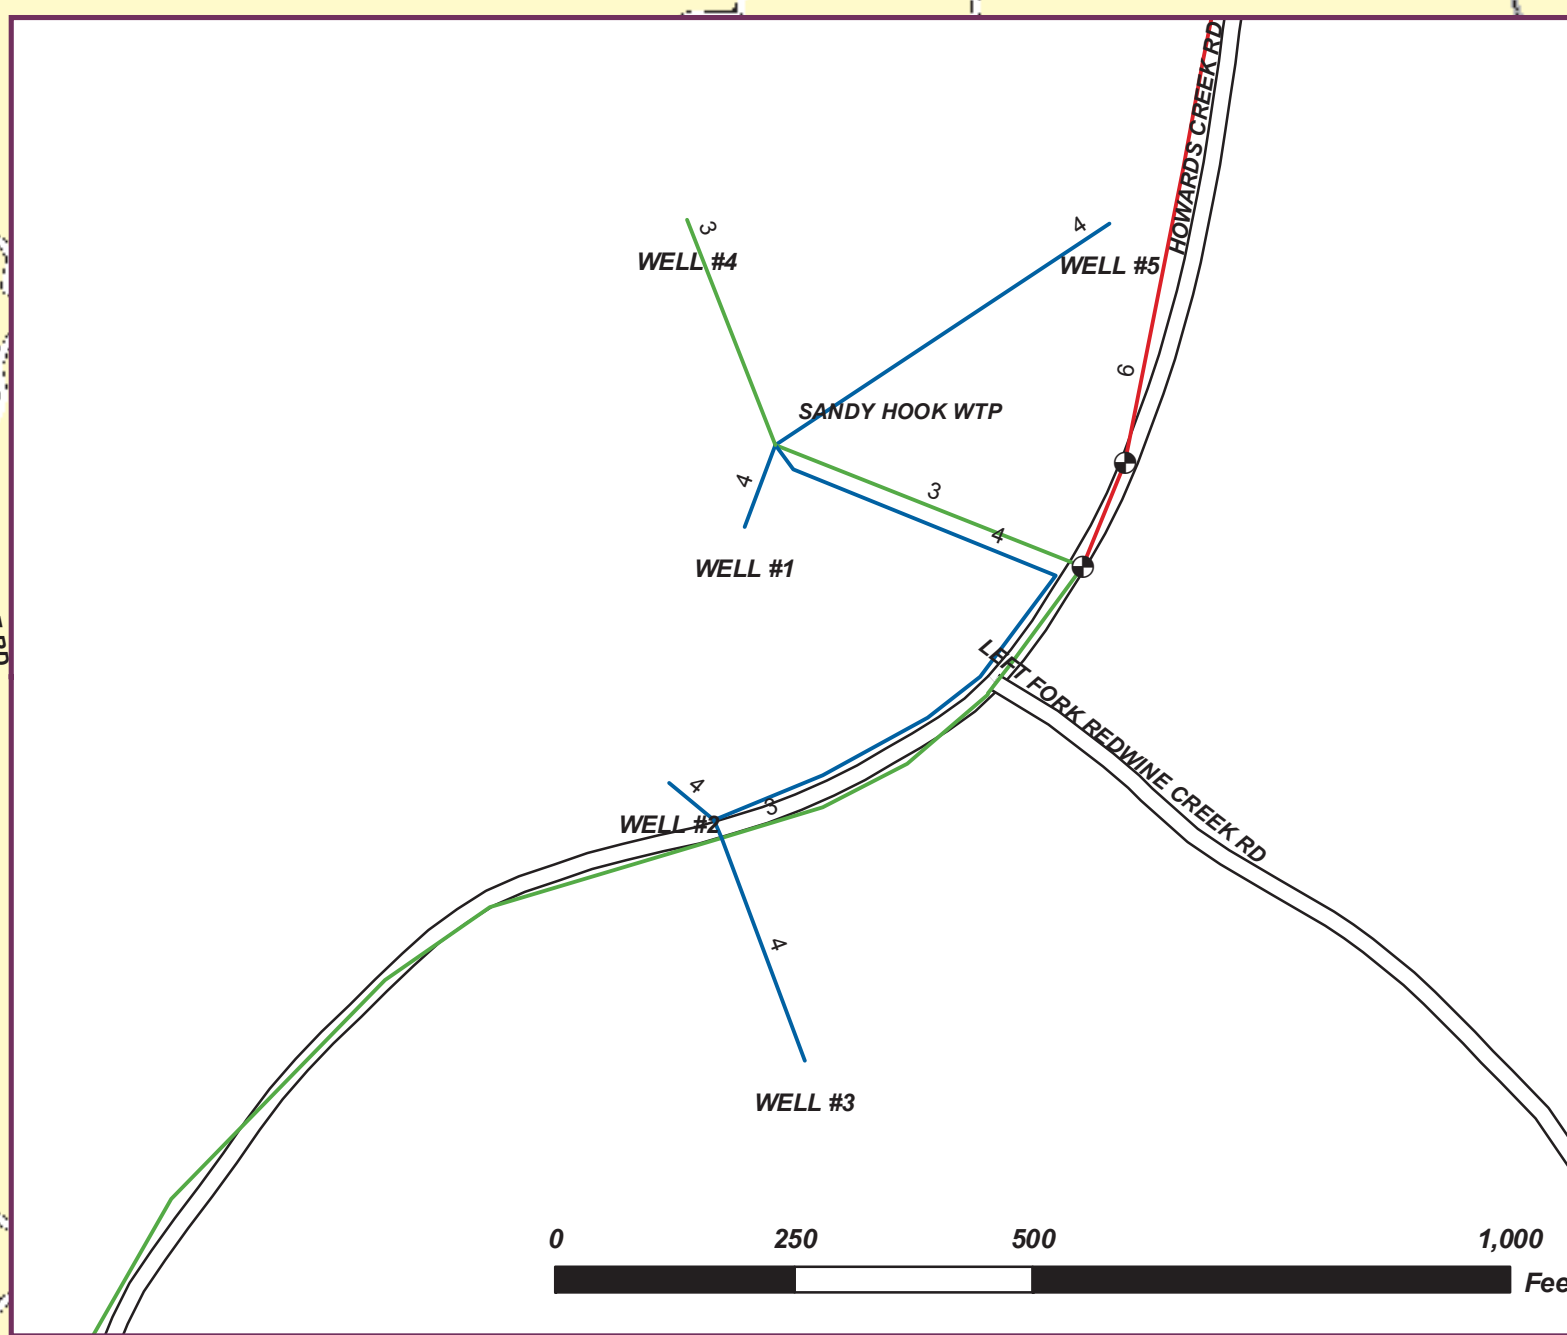 HOWARDS CREEK RD
3
4
WELL #4
WELL #5
6
SANDY HOOK WTP
4
3
4
WELL #1
LEFT FORK REDWINE CREEK RD
4
3
WELL #2
4
WELL #3
0 250 500 1,000
Fee